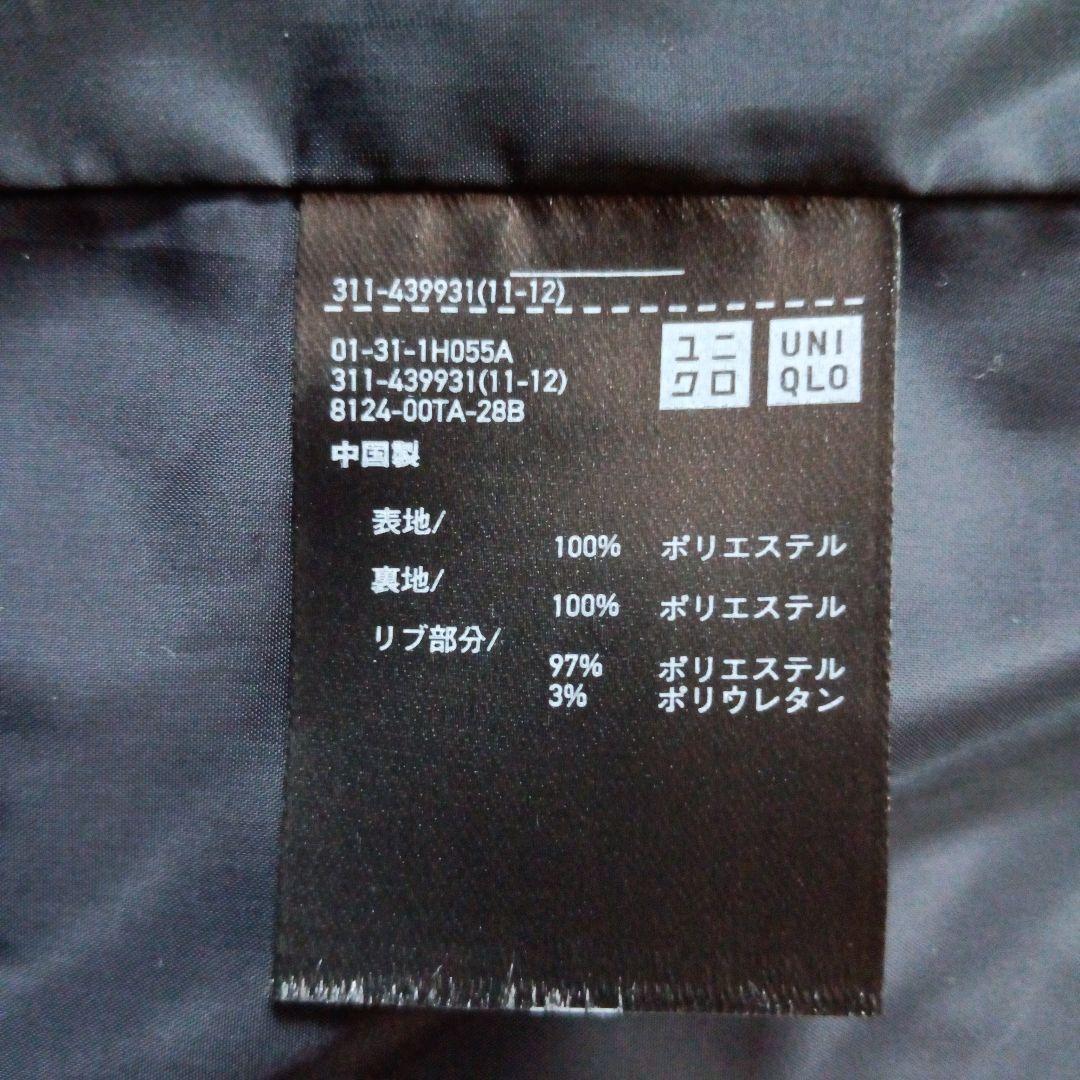 311-439931(11-12)
01-31-1H055A
311-439931(11-12)
8124-00TA-28B
中国製
ユニ
クロ
UNI
QLO
表地/
100% ポリエステル
裏地/
100% ポリエステル
リブ部分/
97% ポリエステル
3% ポリウレタン